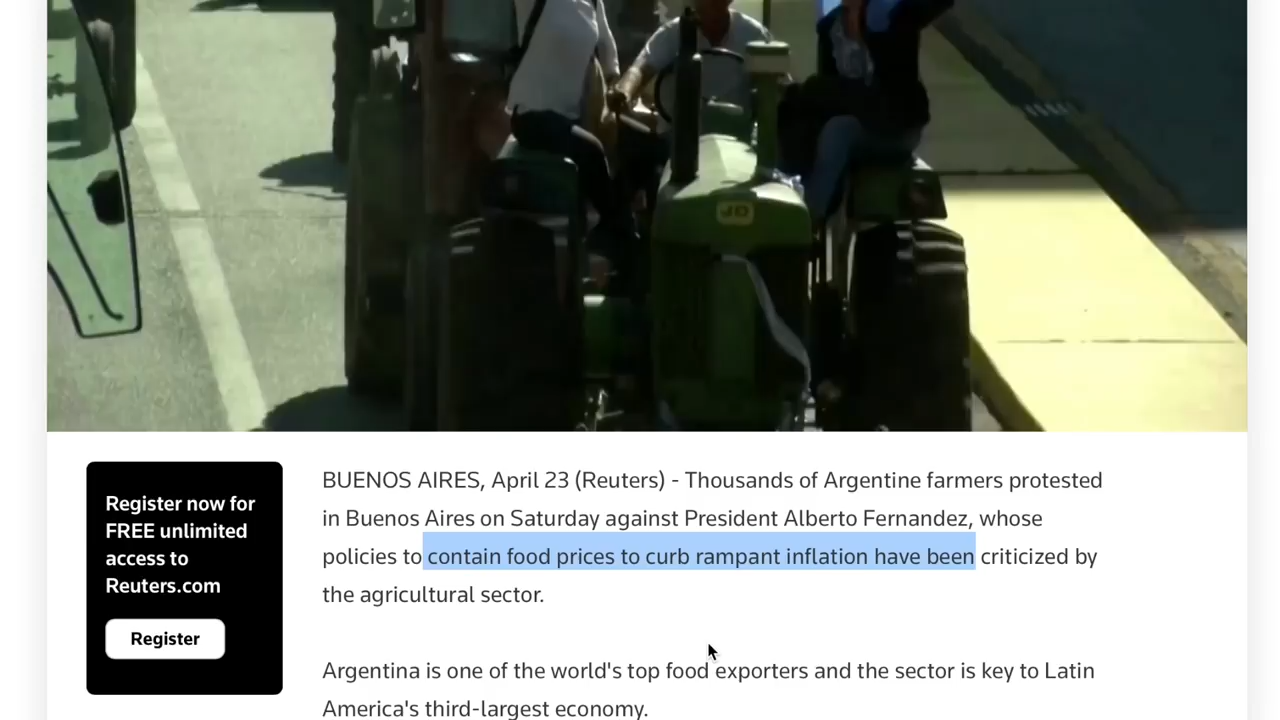 JD
Register now for
FREE unlimited
access to
Reuters.com
Register
BUENOS AIRES, April 23 (Reuters) - Thousands of Argentine farmers protested
in Buenos Aires on Saturday against President Alberto Fernandez, whose
policies to contain food prices to curb rampant inflation have been criticized by
the agricultural sector.
Argentina is one of the world's top food exporters and the sector is key to Latin
America's third-largest economy.